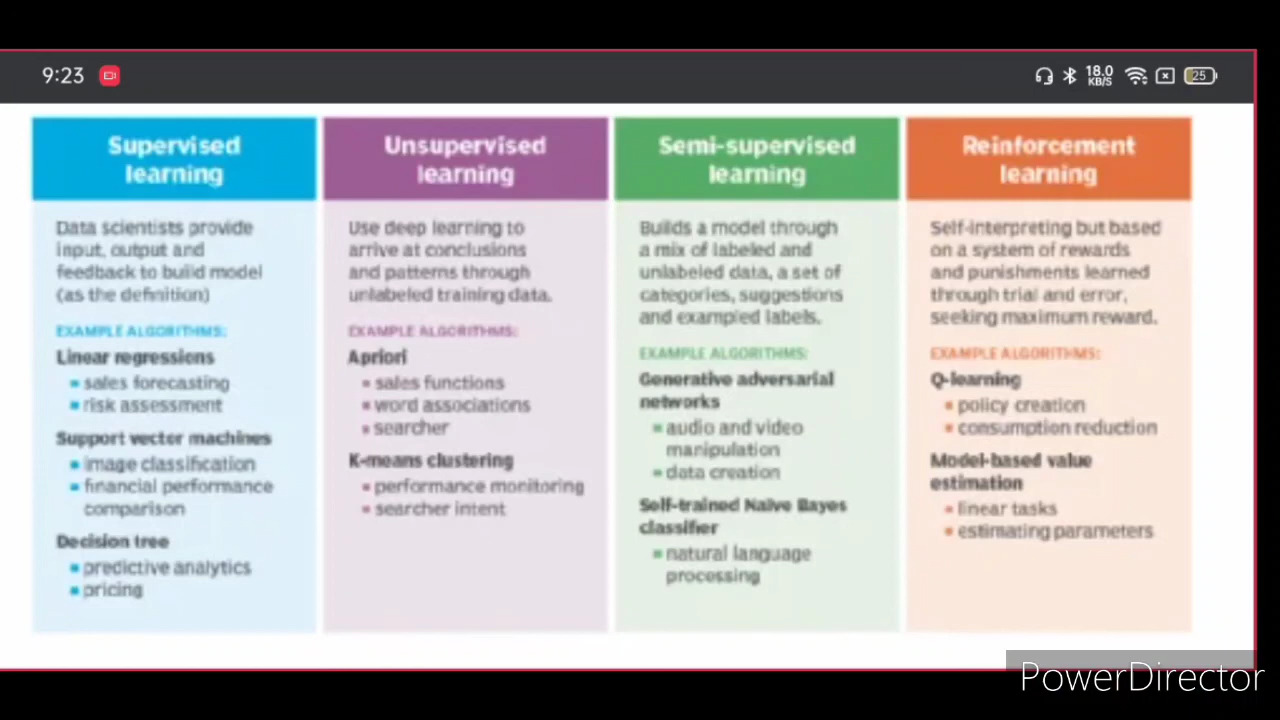 9:23
18.0
KB/S
25
Supervised
learning
Data scientists provide
input, output and
feedback to build model
(as the definition)
EXAMPLE ALGORITHMS:
Linear regressions
sales forecasting
risk assessment
Support vector machines
image classification
financial performance
comparison
Decision tree
predictive analytics
pricing
Unsupervised
learning
Use deep learning to
arrive at conclusions
and patterns through
unlabeled training data.
EXAMPLE ALGORITHMS:
Apriori
sales functions
word associations
searcher
K-means clustering
performance monitoring
searcher intent
Semi-supervised
learning
Builds a model through
a mix of labeled and
unlabeled data, a set of
categories, suggestions
and exampled labels.
EXAMPLE ALGORITHMS:
Generative adversarial
networks
audio and video
manipulation
data creation
Self-trained Naïve Bayes
classifier
natural language
processing
Reinforcement
learning
Self-interpreting but based
on a system of rewards
and punishments learned
through trial and error,
seeking maximum reward.
EXAMPLE ALGORITHMS:
Q-learning
policy creation
consumption reduction
Model-based value
estimation
linear tasks
estimating parameters
PowerDirector